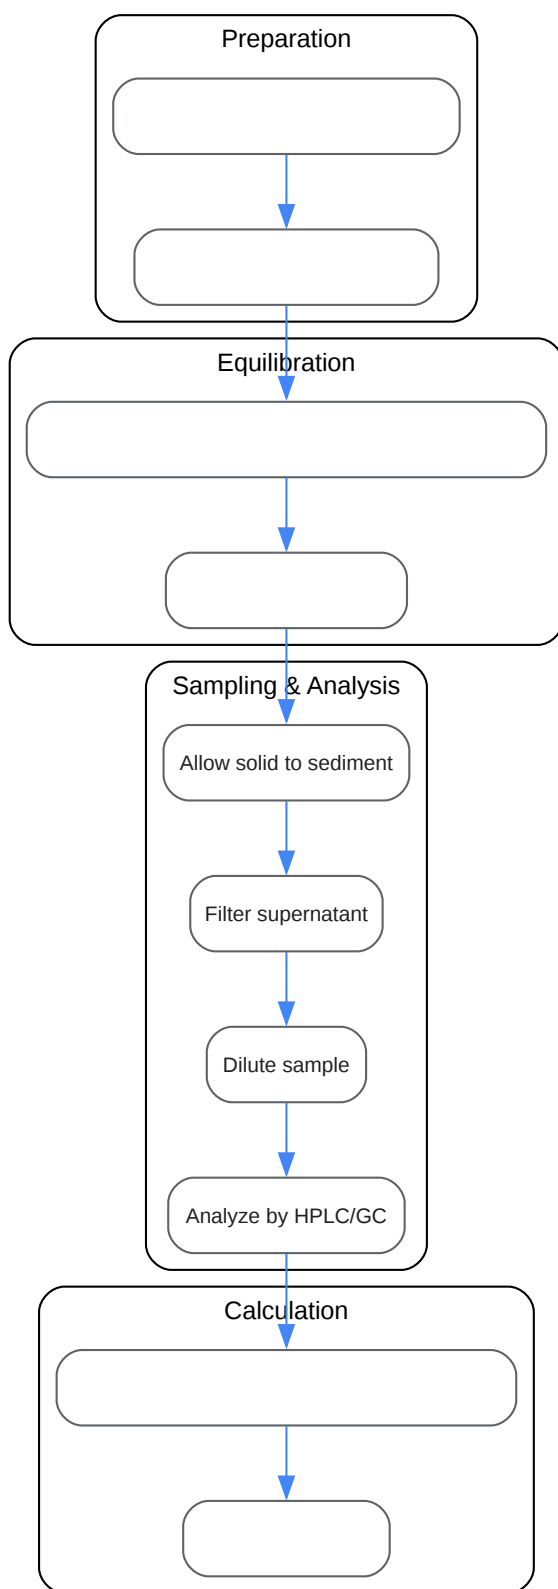 Preparation
Equilibration
Sampling & Analysis
Allow solid to sediment
Filter supernatant
Dilute sample
Analyze by HPLC/GC
Calculation